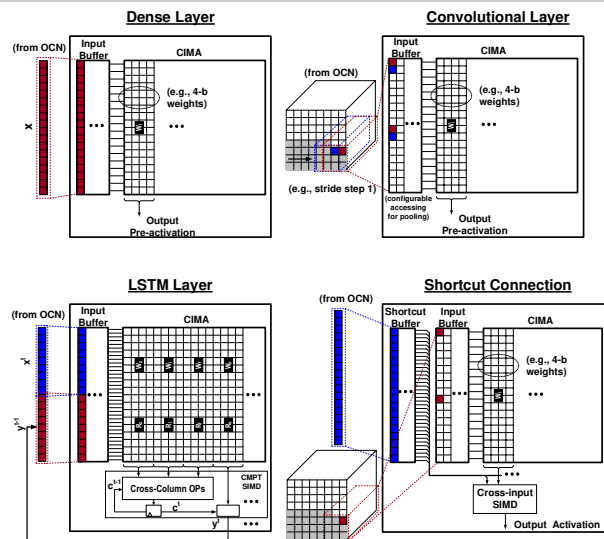 Dense Layer
(from OCN)
Input
Buffer
CIMA
(e.g., 4-b
weights)
x
Output
Pre-activation
Convolutional Layer
(from OCN)
Input
Buffer
CIMA
(e.g., 4-b
weights)
(e.g., stride step 1)
(configurable
accessing
for pooling)
Output
Pre-activation
LSTM Layer
(from OCN)
Input
Buffer
CIMA
x^t
y^t-1
Cross-Column OPs
CMPT
SIMD
c^t-1
c^t
y^t
Shortcut Connection
(from OCN)
Shortcut
Buffer
Input
Buffer
CIMA
(e.g., 4-b
weights)
Cross-input
SIMD
Output Activation